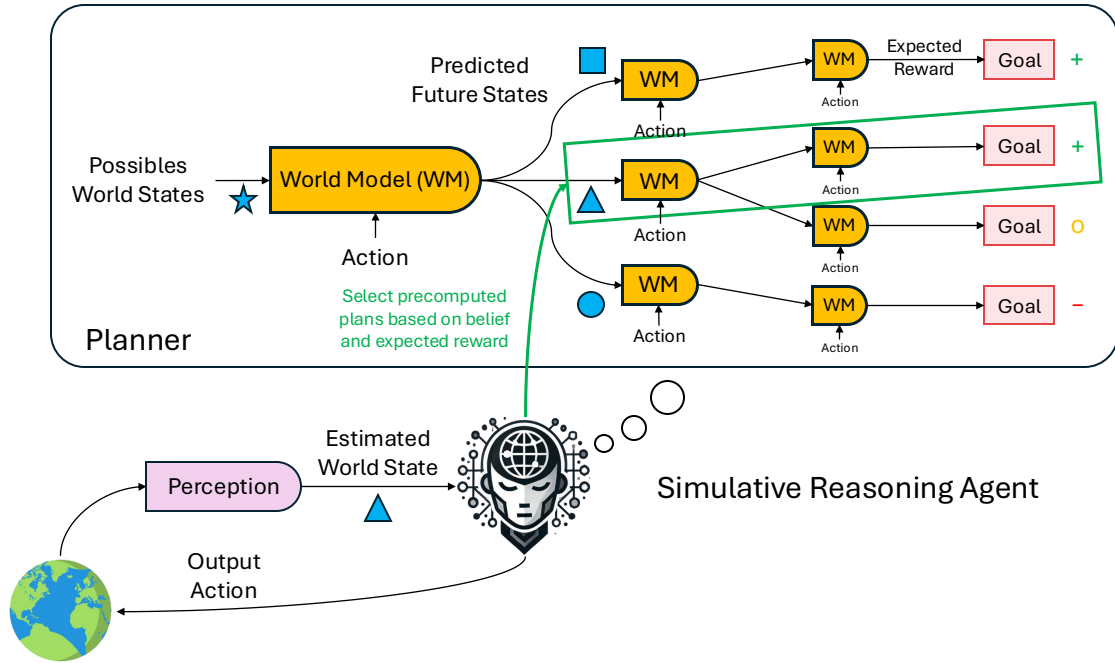 Predicted
Future States
WM
Action
WM
Action
Expected
Reward
Goal
+
Possibles
World States
World Model (WM)
Action
WM
Action
WM
Action
Goal
+
WM
Action
Goal
o
WM
Action
WM
Action
Goal
−
Select precomputed
plans based on belief
and expected reward
Planner
Perception
Estimated
World State
Simulative Reasoning Agent
Output
Action